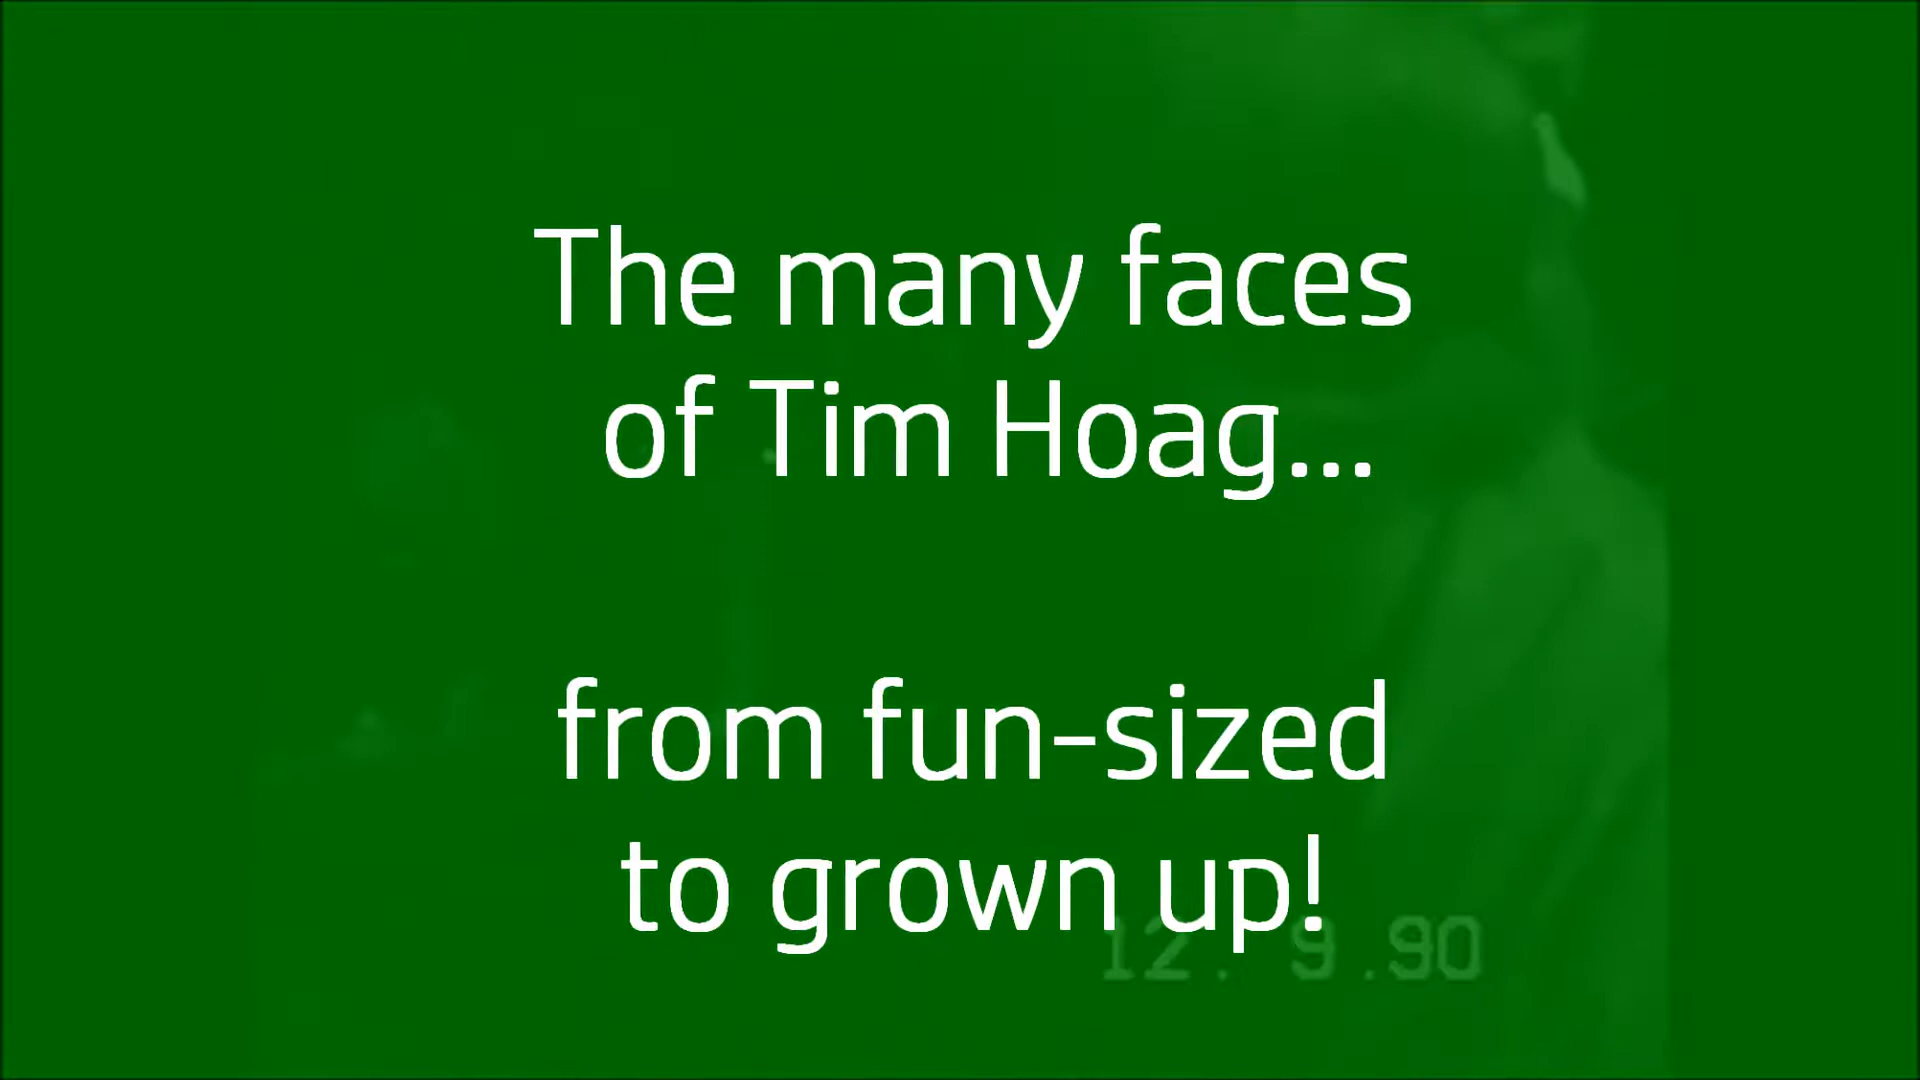 The many faces
of Tim Hoag...
from fun-sized
to grown up!
12. 9.90